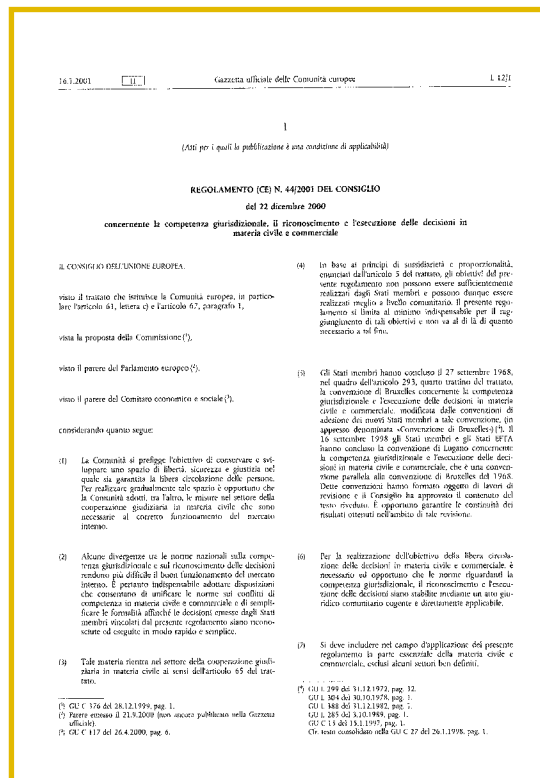 16.1.2001 IT Gazzetta ufficiale delle Comunità europee L 12/1
I
(Atti per i quali la pubblicazione è una condizione di applicabilità)
REGOLAMENTO (CE) N. 44/2001 DEL CONSIGLIO
del 22 dicembre 2000
concernente la competenza giurisdizionale, il riconoscimento e l'esecuzione delle decisioni in
materia civile e commerciale
IL CONSIGLIO DELL'UNIONE EUROPEA,
visto il trattato che istituisce la Comunità europea, in partico-
lare l'articolo 61, lettera c) e l'articolo 67, paragrafo 1,
vista la proposta della Commissione (¹),
visto il parere del Parlamento europeo (²),
visto il parere del Comitato economico e sociale (³),
considerando quanto segue:
(1) La Comunità si prefigge l'obiettivo di conservare e svi-
luppare uno spazio di libertà, sicurezza e giustizia nel
quale sia garantita la libera circolazione delle persone.
Per realizzare gradualmente tale spazio è opportuno che
la Comunità adotti, tra l'altro, le misure nel settore della
cooperazione giudiziaria in materia civile che sono
necessarie al corretto funzionamento del mercato
interno.
(2) Alcune divergenze tra le norme nazionali sulla compe-
tenza giurisdizionale e sul riconoscimento delle decisioni
rendono più difficile il buon funzionamento del mercato
interno. È pertanto indispensabile adottare disposizioni
che consentano di unificare le norme sui conflitti di
competenza in materia civile e commerciale e di sempli-
ficare le formalità affinché le decisioni emesse dagli Stati
membri vincolati dal presente regolamento siano ricono-
sciute ed eseguite in modo rapido e semplice.
(3) Tale materia rientra nel settore della cooperazione giudi-
ziaria in materia civile ai sensi dell'articolo 65 del trat-
tato.
(¹) GU C 376 del 28.12.1999, pag. 1.
(²) Parere emesso il 21.9.2000 (non ancora pubblicato nella Gazzetta
ufficiale).
(³) GU C 117 del 26.4.2000, pag. 6.
(4) In base ai principi di sussidiarietà e proporzionalità,
enunciati dall'articolo 5 del trattato, gli obiettivi del pre-
sente regolamento non possono essere sufficientemente
realizzati dagli Stati membri e possono dunque essere
realizzati meglio a livello comunitario. Il presente rego-
lamento si limita al minimo indispensabile per il rag-
giungimento di tali obiettivi e non va al di là di quanto
necessario a tal fine.
(5) Gli Stati membri hanno concluso il 27 settembre 1968,
nel quadro dell'articolo 293, quarto trattino del trattato,
la convenzione di Bruxelles concernente la competenza
giurisdizionale e l'esecuzione delle decisioni in materia
civile e commerciale, modificata dalle convenzioni di
adesione dei nuovi Stati membri a tale convenzione, (in
appresso denominata «Convenzione di Bruxelles») (⁴). Il
16 settembre 1998 gli Stati membri e gli Stati EFTA
hanno concluso la convenzione di Lugano concernente
la competenza giurisdizionale e l'esecuzione delle deci-
sioni in materia civile e commerciale, che è una conven-
zione parallela alla convenzione di Bruxelles del 1968.
Dette convenzioni hanno formato oggetto di lavori di
revisione e il Consiglio ha approvato il contenuto del
testo riveduto. È opportuno garantire la continuità dei
risultati ottenuti nell'ambito di tale revisione.
(6) Per la realizzazione dell'obiettivo della libera circola-
zione delle decisioni in materia civile e commerciale, è
necessario ed opportuno che le norme riguardanti la
competenza giurisdizionale, il riconoscimento e l'esecu-
zione delle decisioni siano stabilite mediante un atto giu-
ridico comunitario cogente e direttamente applicabile.
(7) Si deve includere nel campo d'applicazione del presente
regolamento la parte essenziale della materia civile e
commerciale, esclusi alcuni settori ben definiti.
(⁴) GU L 299 del 31.12.1972, pag. 32.
GU L 304 del 30.10.1978, pag. 1.
GU L 388 del 31.12.1982, pag. 1.
GU L 285 del 3.10.1989, pag. 1.
GU C 15 del 15.1.1997, pag. 1.
Cfr. testo consolidato nella GU C 27 del 26.1.1998, pag. 1.